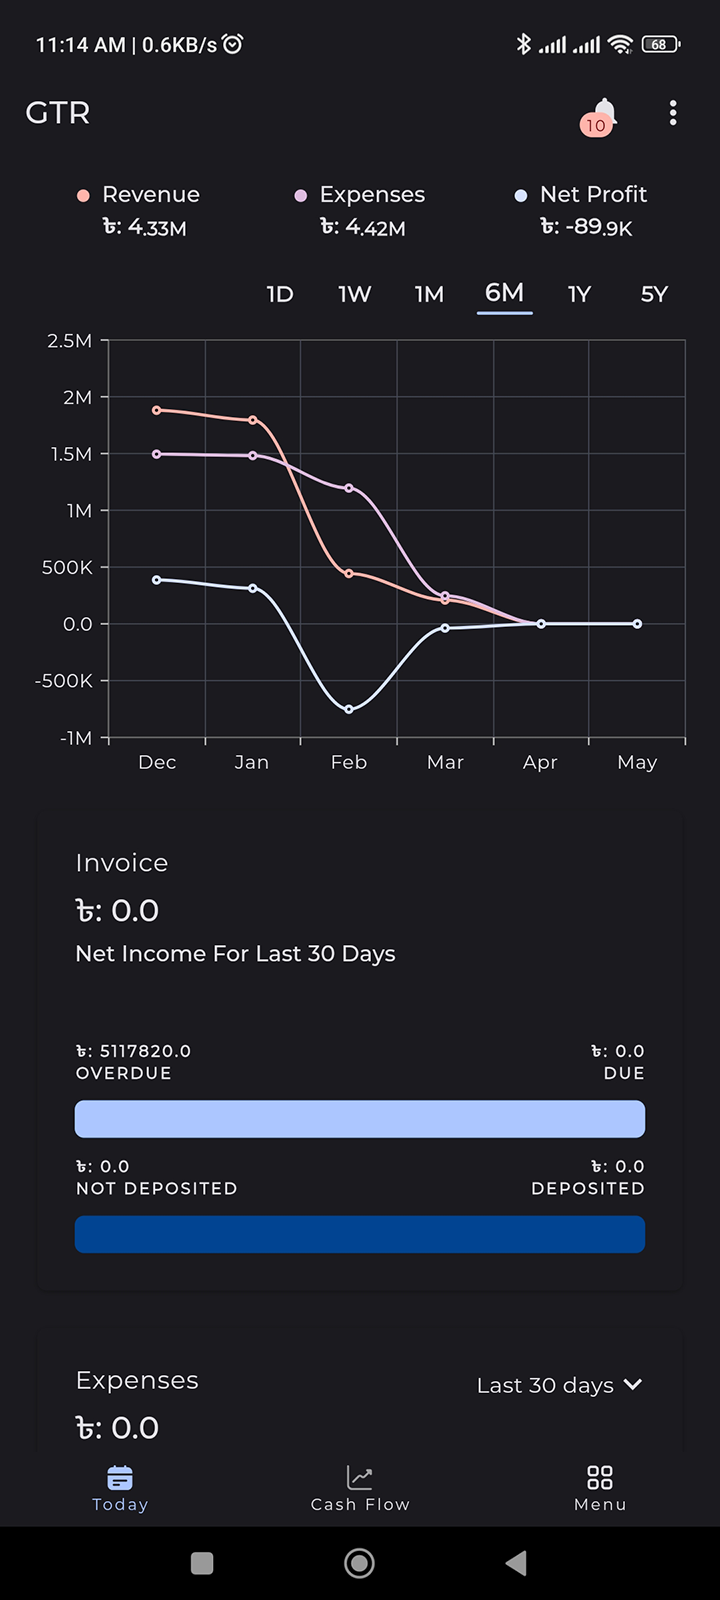 11:14 AM | 0.6KB/s
68
GTR
10
Revenue Expenses Net Profit
৳: 4.33M ৳: 4.42M ৳: -89.9K
1D 1W 1M 6M 1Y 5Y
2.5M
2M
1.5M
1M
500K
0.0
-500K
-1M
Dec Jan Feb Mar Apr May
Invoice
৳: 0.0
Net Income For Last 30 Days
৳: 5117820.0 ৳: 0.0
OVERDUE DUE
৳: 0.0 ৳: 0.0
NOT DEPOSITED DEPOSITED
Expenses Last 30 days
৳: 0.0
Today Cash Flow Menu